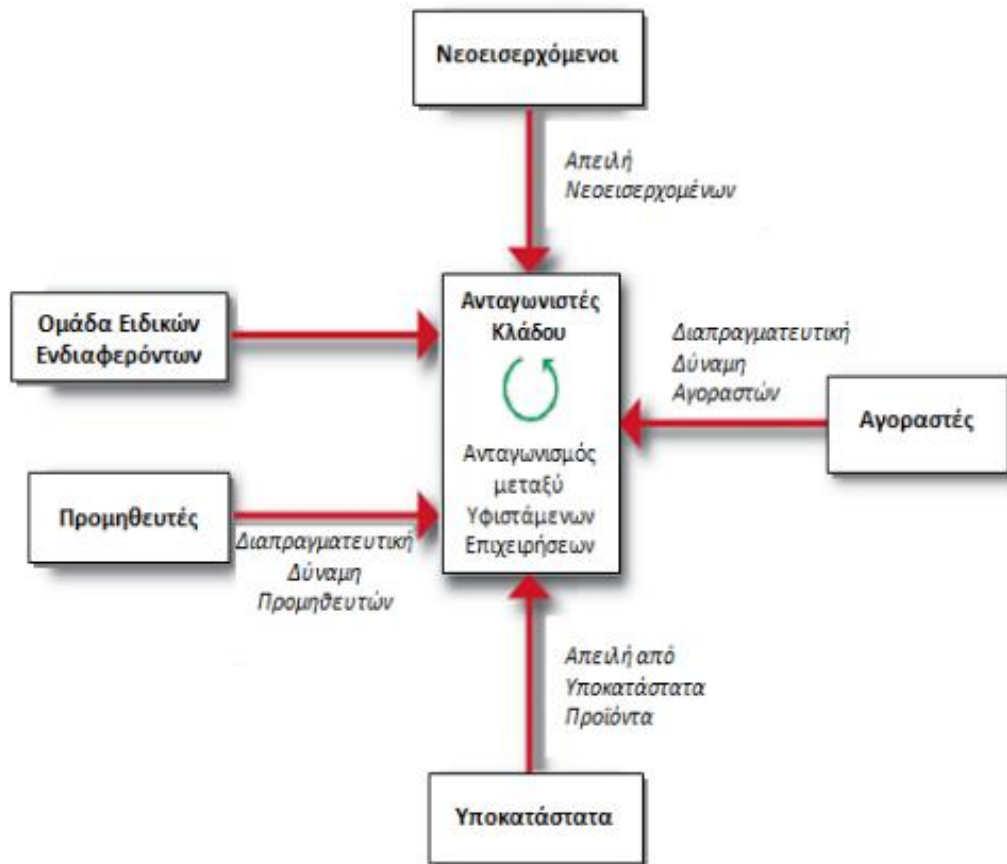 Νεοεισερχόμενοι
Απειλή
Νεοεισερχομένων
Ομάδα Ειδικών
Ενδιαφερόντων
Ανταγωνιστές
Κλάδου
Διαπραγματευτική
Δύναμη
Αγοραστών
Αγοραστές
Ανταγωνισμός
μεταξύ
Υφιστάμενων
Επιχειρήσεων
Προμηθευτές
Διαπραγματευτική
Δύναμη
Προμηθευτών
Απειλή από
Υποκατάστατα
Προϊόντα
Υποκατάστατα